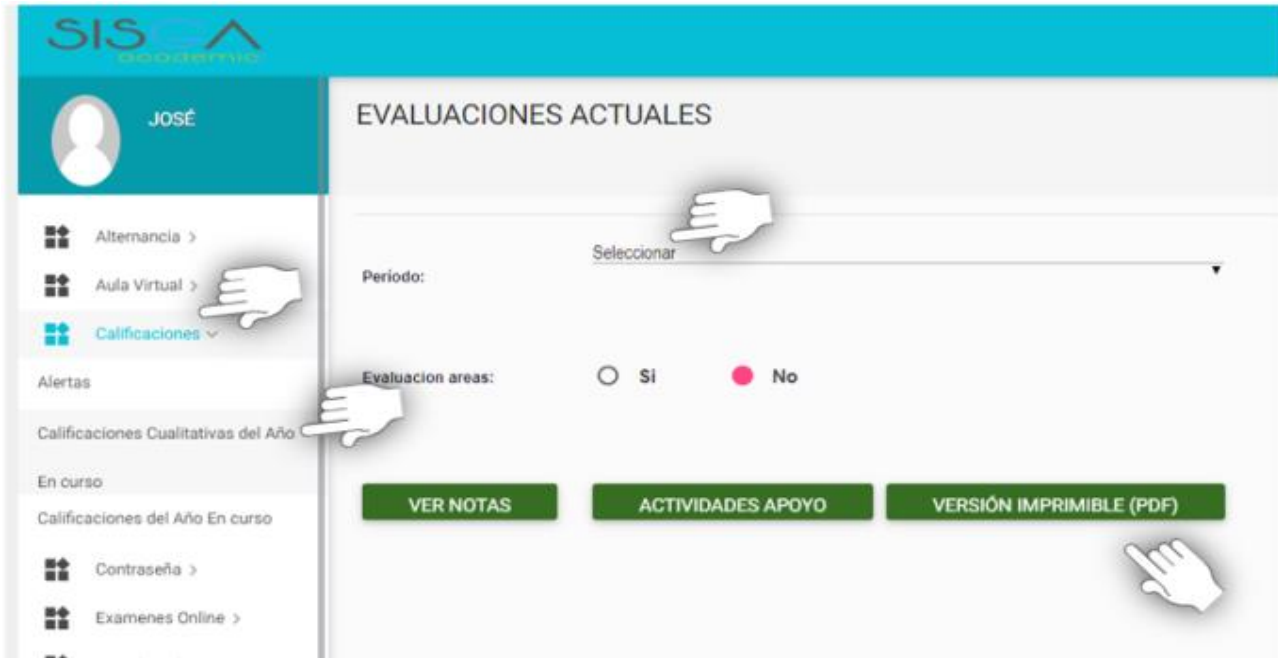 SISGA
academic
JOSÉ
EVALUACIONES ACTUALES
Alternancia >
Aula Virtual >
Calificaciones
Alertas
Calificaciones Cualitativas del Año
En curso
Calificaciones del Año En curso
Contraseña >
Examenes Online >
Seleccionar
Periodo:
Evaluacion areas:
Si
No
VER NOTAS
ACTIVIDADES APOYO
VERSIÓN IMPRIMIBLE (PDF)